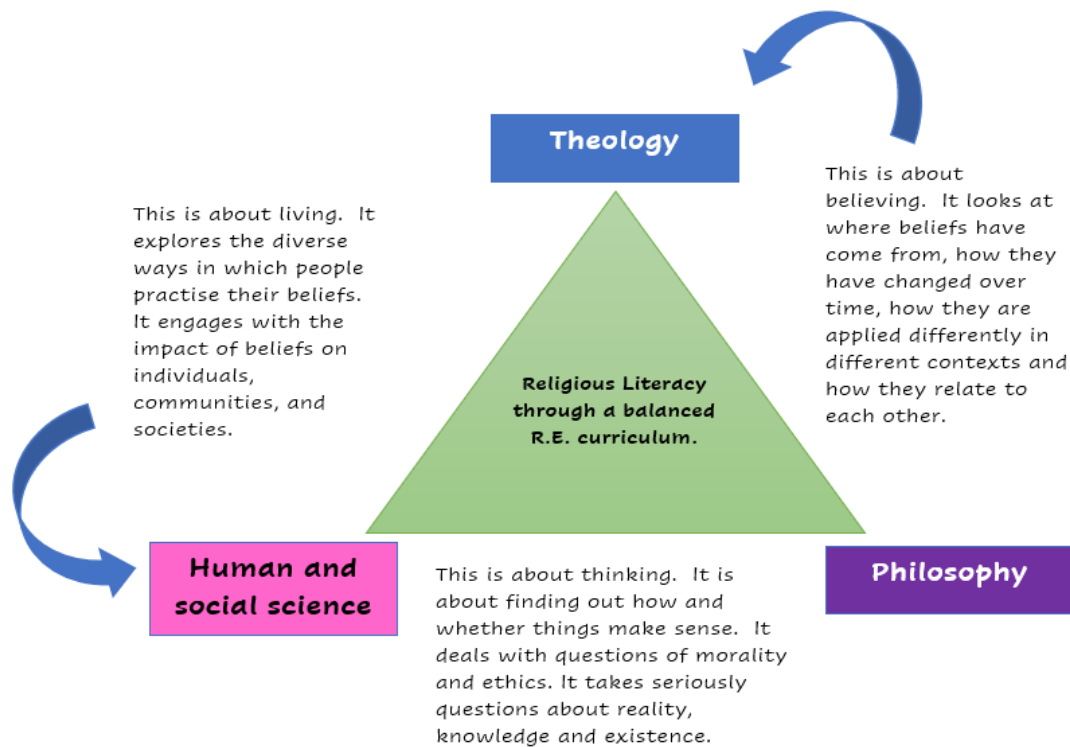 Theology
This is about
believing.  It looks at
where beliefs have
come from, how they
have changed over
time, how they are
applied differently in
different contexts and
how they relate to
each other.
This is about living.  It
explores the diverse
ways in which people
practise their beliefs.
It engages with the
impact of beliefs on
individuals,
communities, and
societies.
Religious Literacy
through a balanced
R.E. curriculum.
Human and
social science
This is about thinking.  It is
about finding out how and
whether things make sense.  It
deals with questions of morality
and ethics. It takes seriously
questions about reality,
knowledge and existence.
Philosophy